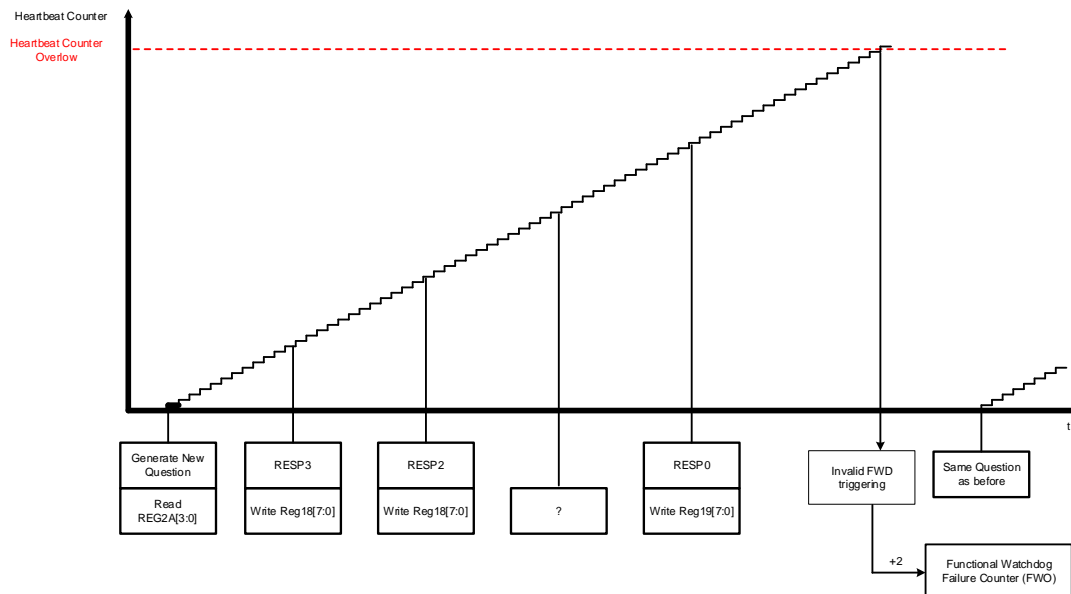 Heartbeat Counter
Heartbeat Counter
Overlow
t
Generate New
Question
Read
REG2A[3:0]
RESP3
Write Reg18[7:0]
RESP2
Write Reg18[7:0]
?
RESP0
Write Reg19[7:0]
Invalid FWD
triggering
Same Question
as before
+2
Functional Watchdog
Failure Counter (FWO)